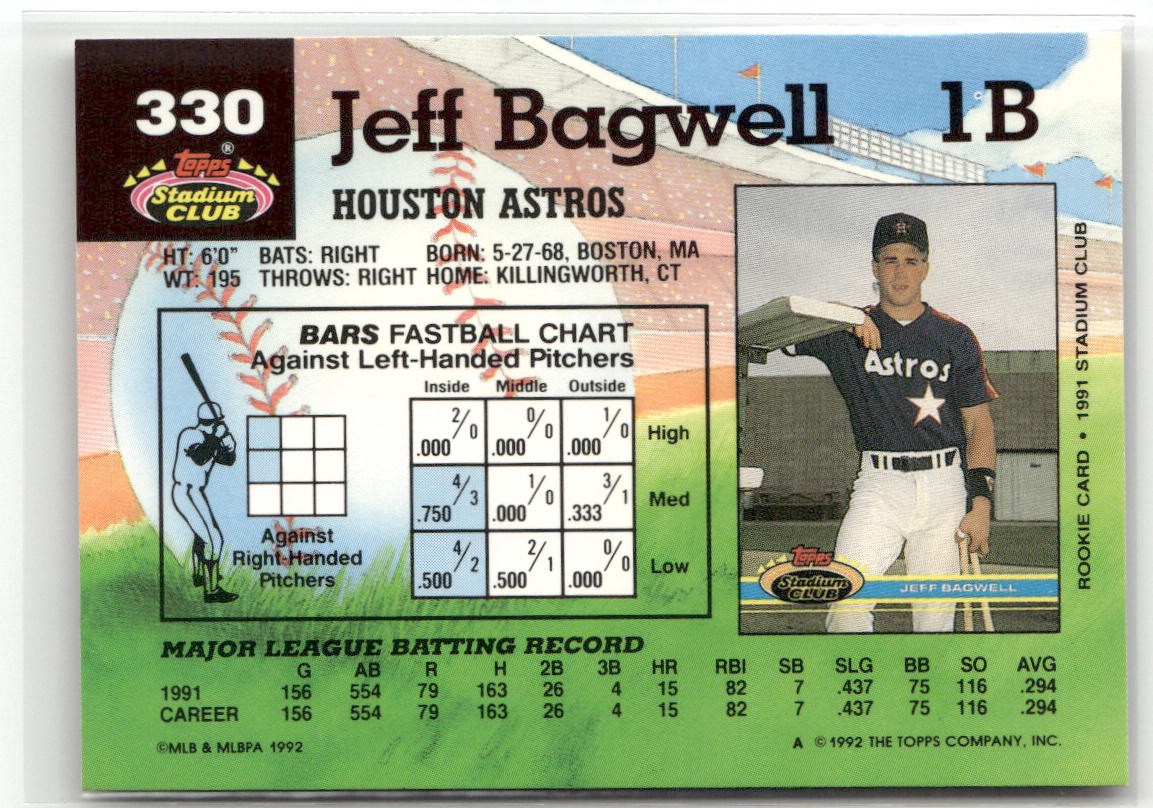 330
Jeff Bagwell 1B
Topps®
Stadium
CLUB
HOUSTON ASTROS
HT: 6'0" BATS: RIGHT BORN: 5-27-68, BOSTON, MA
WT: 195 THROWS: RIGHT HOME: KILLINGWORTH, CT
BARS FASTBALL CHART
Against Left-Handed Pitchers
Inside Middle Outside
2/0 .000 0/0 .000 1/0 .000 High
4/3 .750 1/0 .000 3/1 .333 Med
4/2 .500 2/1 .500 0/0 .000 Low
Against
Right-Handed
Pitchers
Astros
Topps
Stadium
CLUB
JEFF BAGWELL
ROOKIE CARD • 1991 STADIUM CLUB
MAJOR LEAGUE BATTING RECORD
G AB R H 2B 3B HR RBI SB SLG BB SO AVG
1991 156 554 79 163 26 4 15 82 7 .437 75 116 .294
CAREER 156 554 79 163 26 4 15 82 7 .437 75 116 .294
©MLB & MLBPA 1992
A © 1992 THE TOPPS COMPANY, INC.